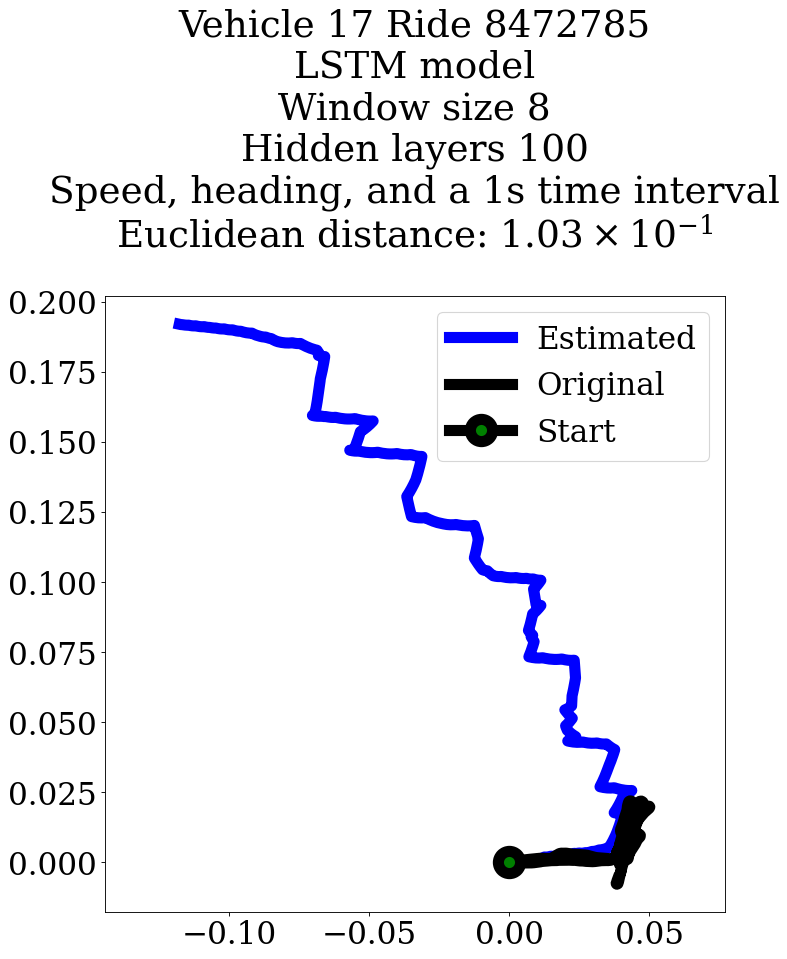 Vehicle 17 Ride 8472785
LSTM model
Window size 8
Hidden layers 100
Speed, heading, and a 1s time interval
Euclidean distance: 1.03 × 10⁻¹
0.200
0.175
0.150
0.125
0.100
0.075
0.050
0.025
0.000
Estimated
Original
Start
−0.10 −0.05 0.00 0.05